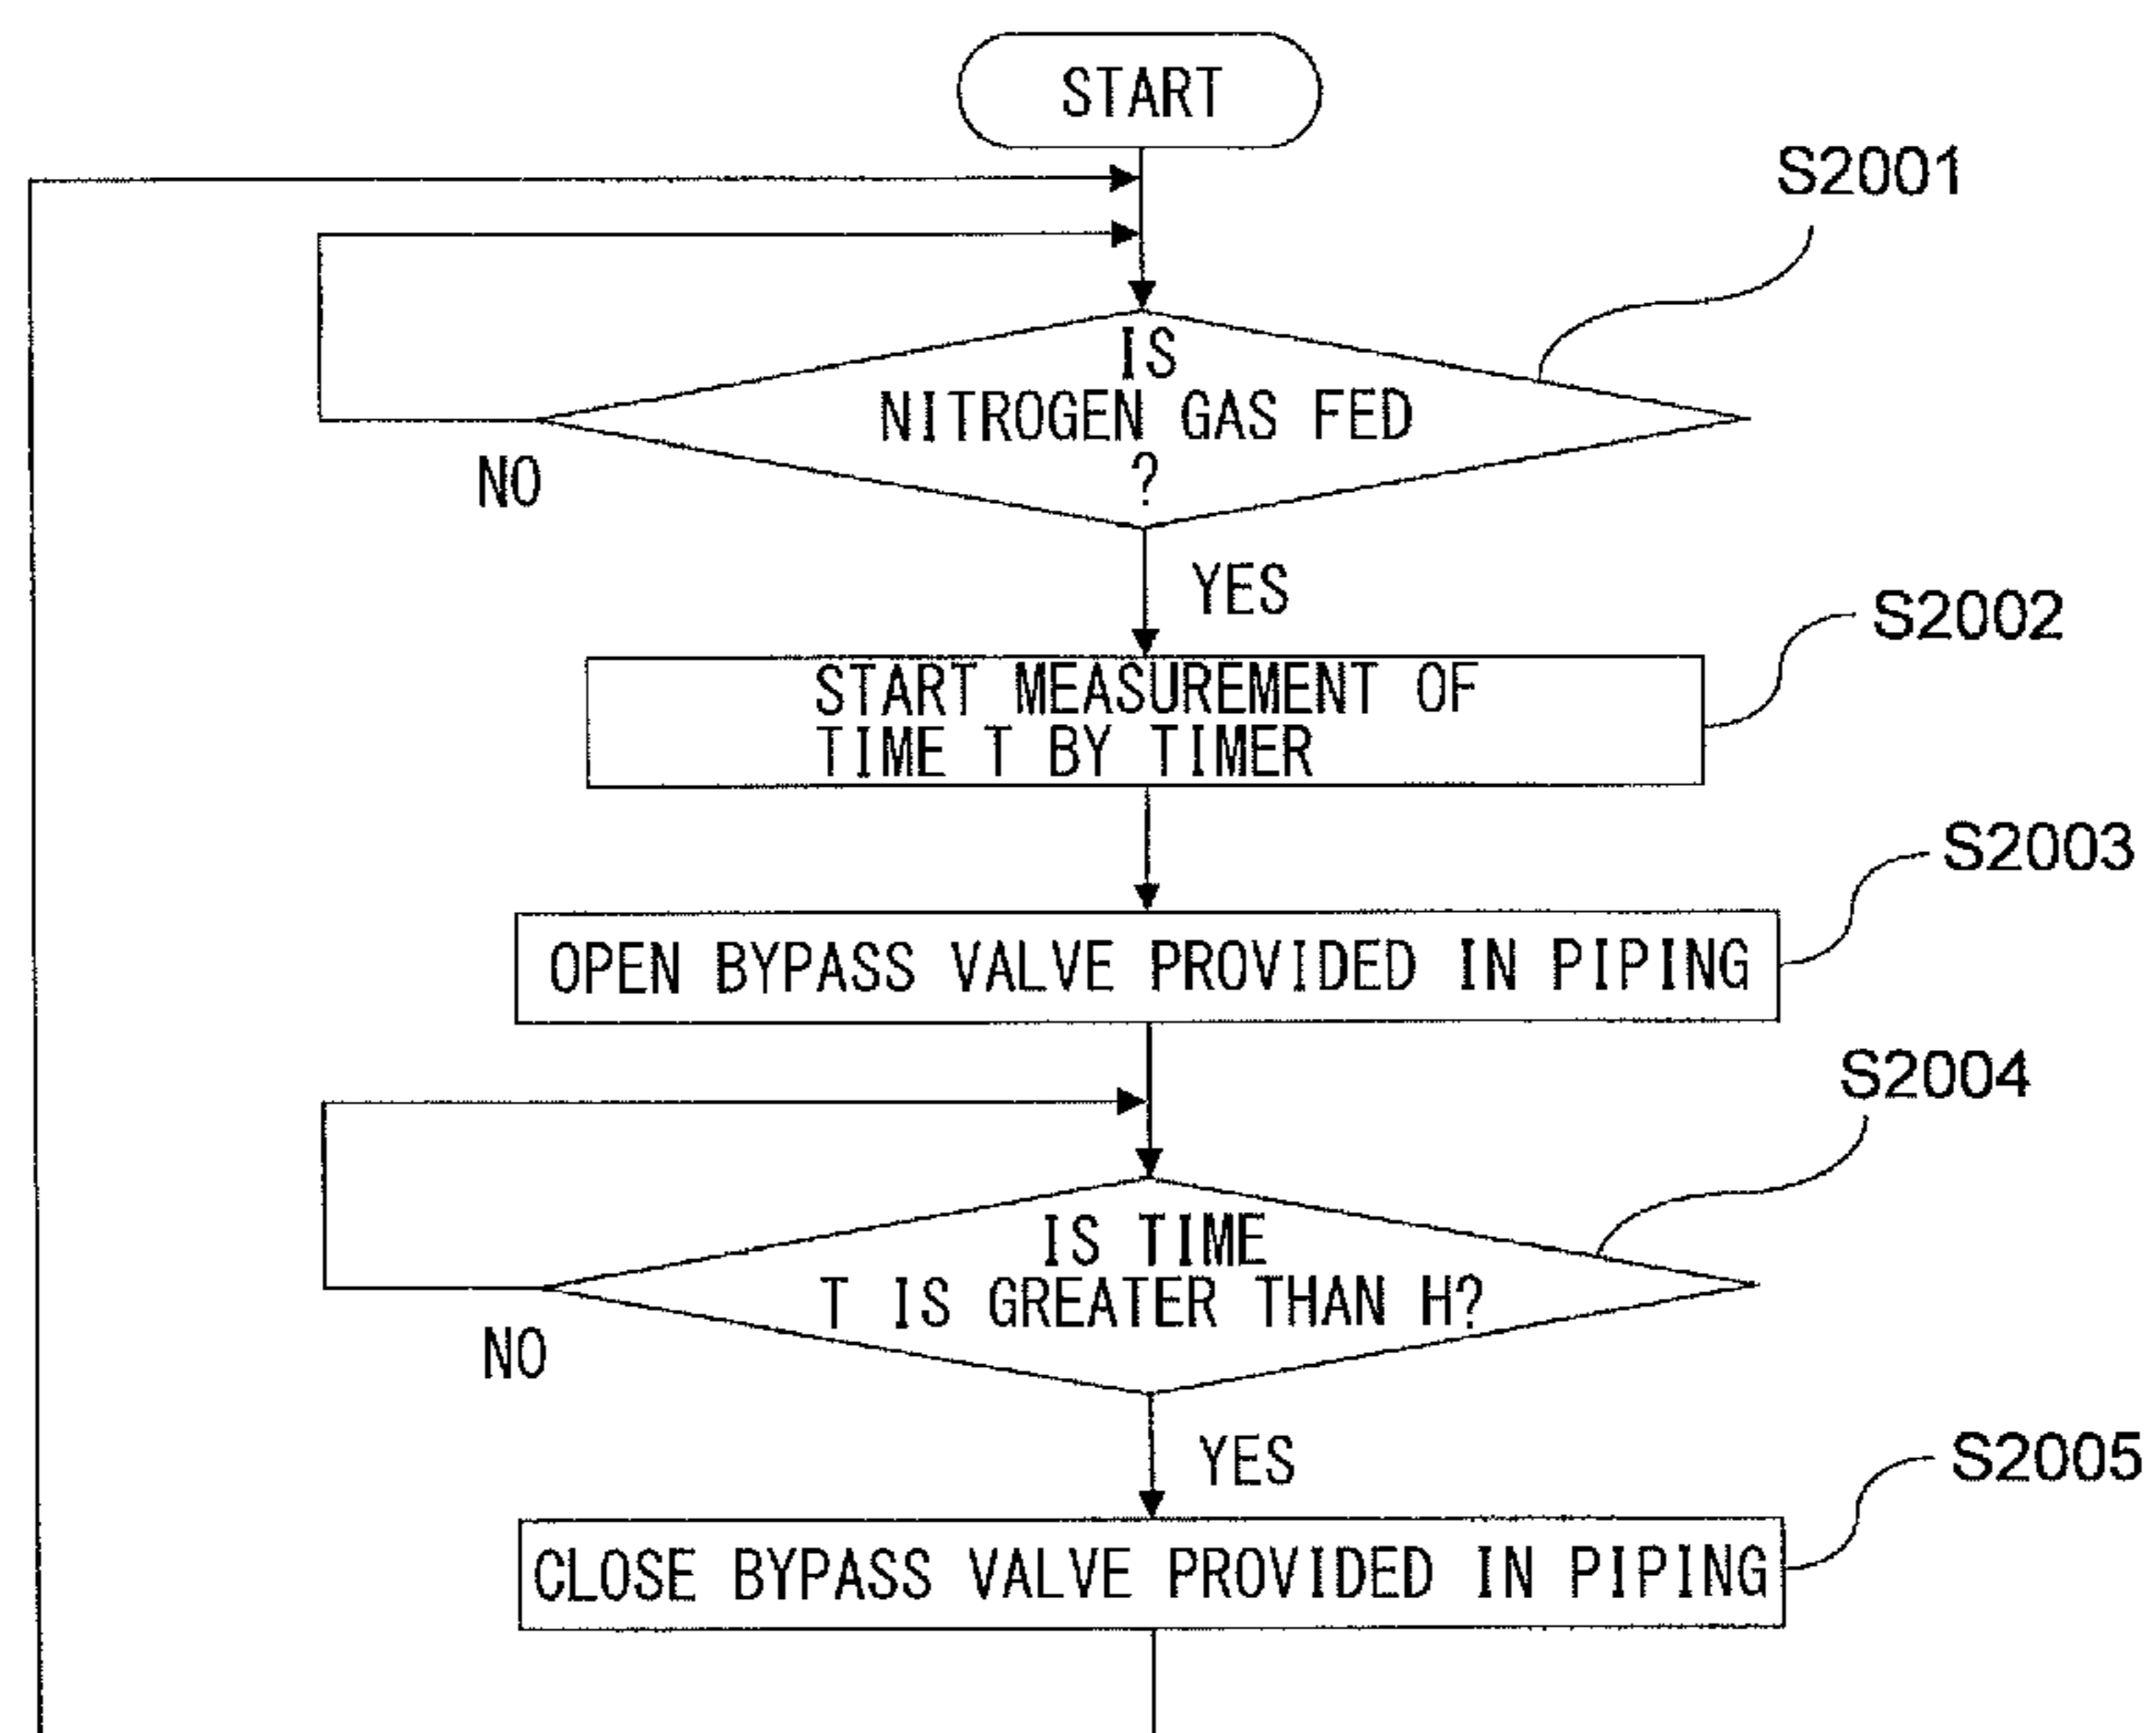 START
S2001
IS
NITROGEN GAS FED
?
NO
YES
S2002
START MEASUREMENT OF
TIME T BY TIMER
S2003
OPEN BYPASS VALVE PROVIDED IN PIPING
S2004
IS TIME
T IS GREATER THAN H?
NO
YES
S2005
CLOSE BYPASS VALVE PROVIDED IN PIPING